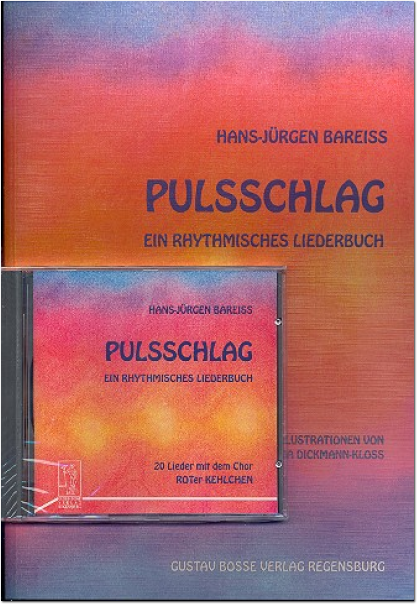 HANS-JÜRGEN BAREISS
PULSSCHLAG
EIN RHYTHMISCHES LIEDERBUCH
HANS-JÜRGEN BAREISS
PULSSCHLAG
EIN RHYTHMISCHES LIEDERBUCH
20 Lieder mit dem Chor
ROTer KEHLCHEN
LUSTRATIONEN VON
DICKMANN-KLOSS
GUSTAV BOSSE VERLAG REGENSBURG